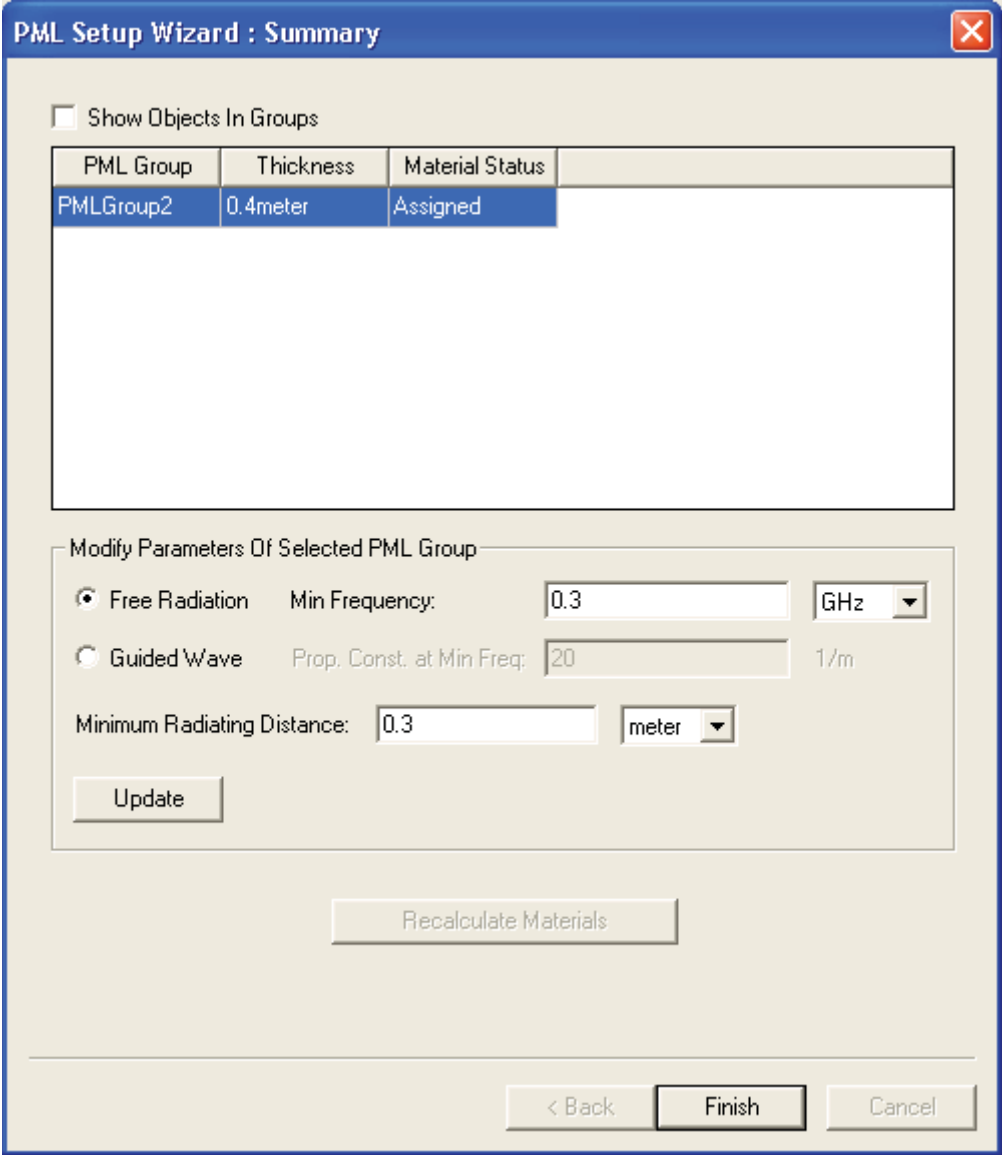 PML Setup Wizard : Summary
Show Objects In Groups
PML Group Thickness Material Status
PMLGroup2 0.4meter Assigned
Modify Parameters Of Selected PML Group
Free Radiation Min Frequency: 0.3 GHz
Guided Wave Prop. Const. at Min Freq: 20 1/m
Minimum Radiating Distance: 0.3 meter
Update
Recalculate Materials
< Back Finish Cancel